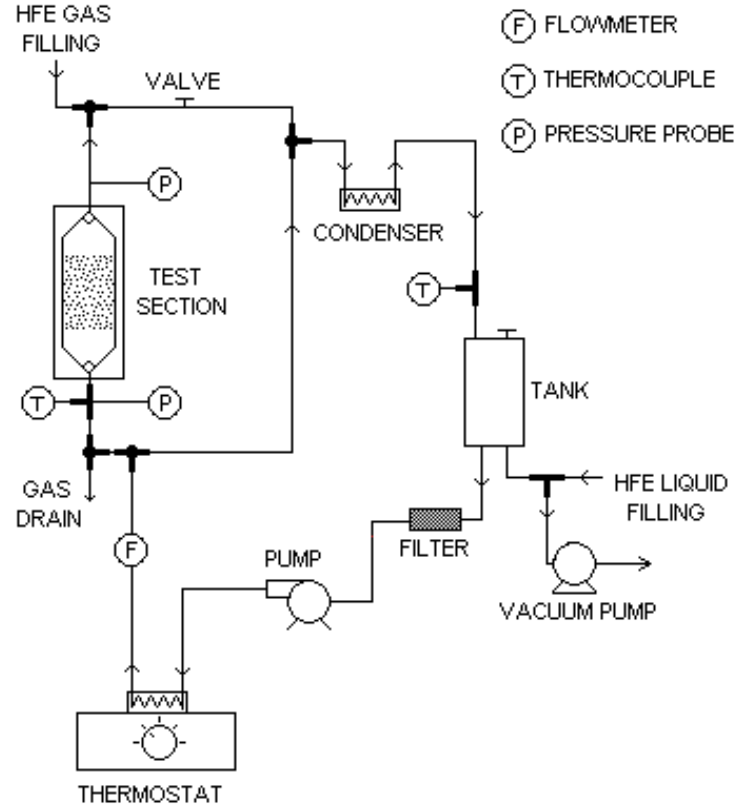 HFE GAS
FILLING
VALVE
F FLOWMETER
T THERMOCOUPLE
P PRESSURE PROBE
P
CONDENSER
TEST
SECTION
T
TANK
T
P
GAS
DRAIN
HFE LIQUID
FILLING
FILTER
F
PUMP
VACUUM PUMP
THERMOSTAT